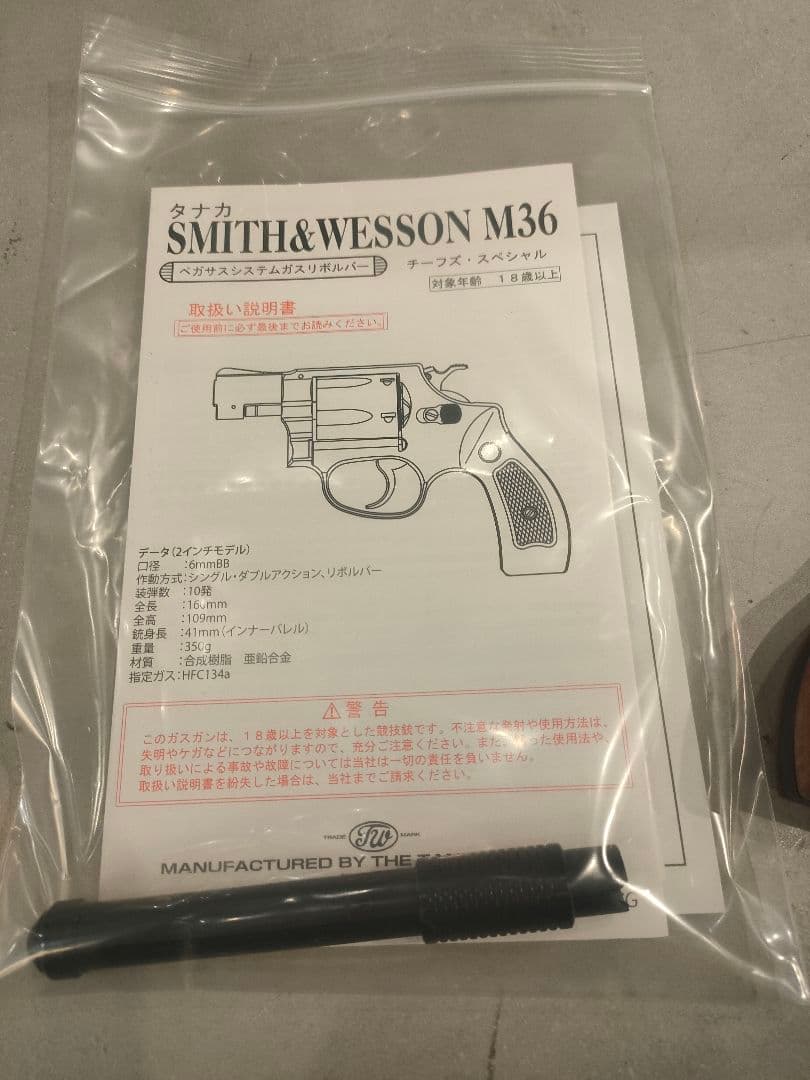 タナカ
SMITH&WESSON M36
ペガサスシステムガスリボルバー
チーフズ・スペシャル
対象年齢 18歳以上
取扱い説明書
ご使用前に必ず最後までお読みください。
データ(2インチモデル)
口径 :6mmBB
作動方式:シングル・ダブルアクション、リボルバー
装弾数 :10発
全長 :160mm
全高 :109mm
銃身長 :41mm(インナーバレル)
重量 :350g
材質 :合成樹脂 亜鉛合金
指定ガス:HFC134a
⚠警告
このガスガンは、18歳以上を対象とした競技銃です。不注意な発射や使用方法は、
失明やケガなどにつながりますので、充分ご注意ください。また、った使用法や、
取り扱いによる事故や故障については当社は一切の責任を負いません。
取扱い説明書を紛失した場合は、当社までご請求ください。
TRADE TW MARK
MANUFACTURED BY THE